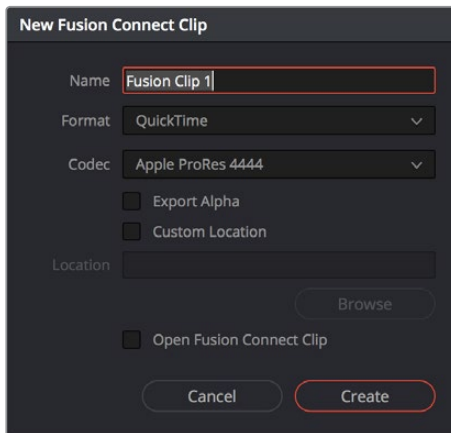 New Fusion Connect Clip
Name Fusion Clip 1
Format QuickTime
Codec Apple ProRes 4444
Export Alpha
Custom Location
Location
Browse
Open Fusion Connect Clip
Cancel Create